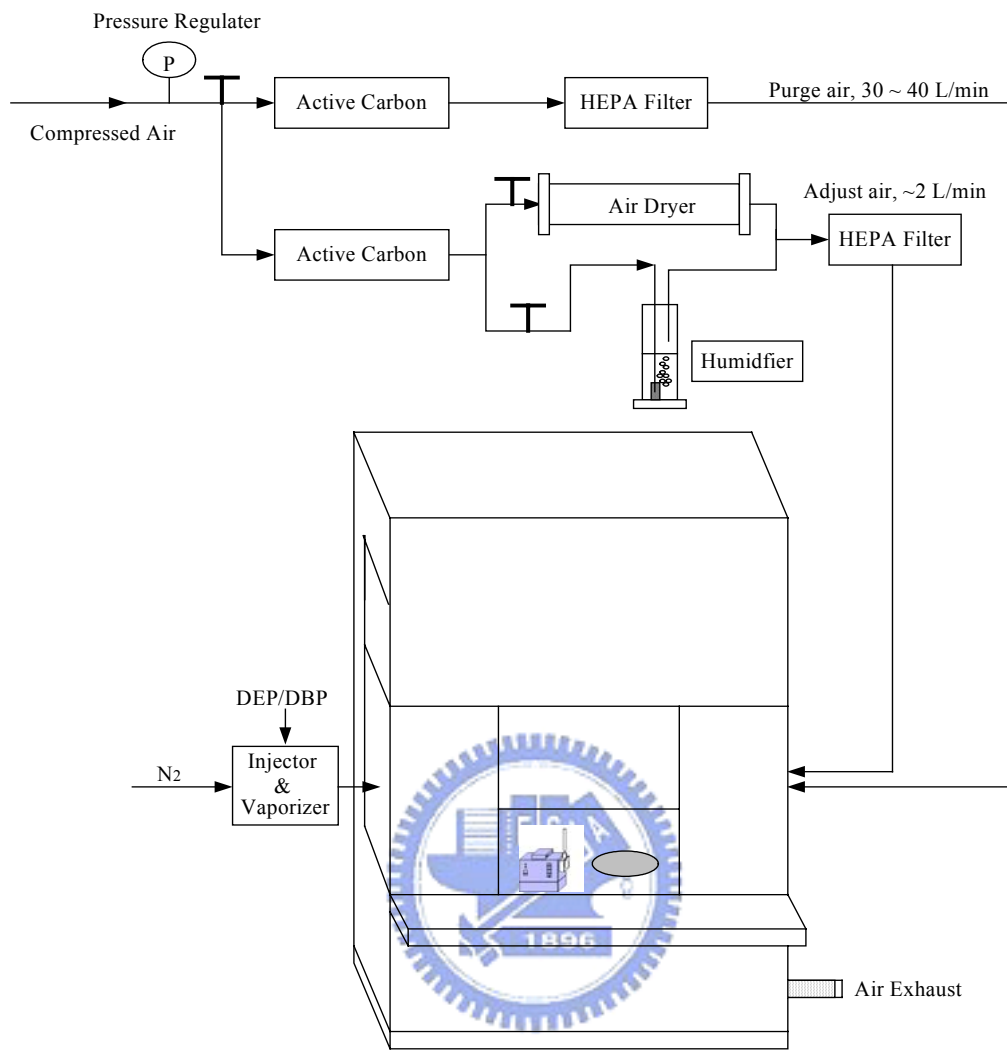 Pressure Regulater
P
Compressed Air
Active Carbon
HEPA Filter
Purge air, 30 ~ 40 L/min
Active Carbon
Air Dryer
Adjust air, ~2 L/min
HEPA Filter
Humidfier
DEP/DBP
N2
Injector
&
Vaporizer
1896
Air Exhaust